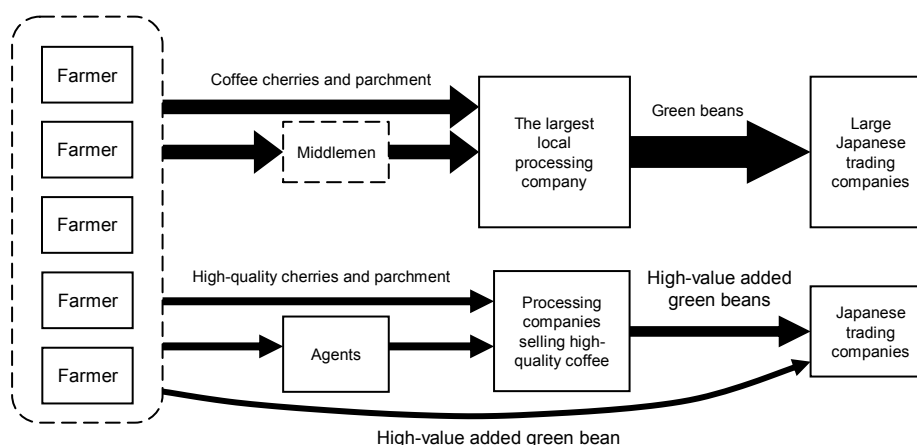 Farmer
Farmer
Farmer
Farmer
Farmer
Coffee cherries and parchment
Middlemen
The largest
local
processing
company
Green beans
Large
Japanese
trading
companies
High-quality cherries and parchment
Agents
Processing
companies
selling high-
quality coffee
High-value added
green beans
Japanese
trading
companies
High-value added green bean